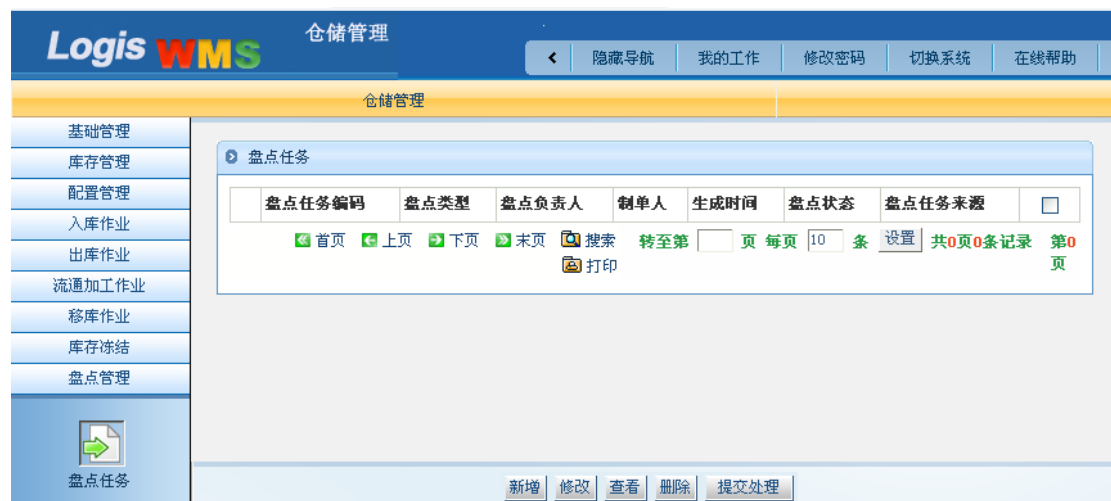 Logis WMS
仓储管理
隐藏导航 我的工作 修改密码 切换系统 在线帮助
仓储管理
基础管理
库存管理
配置管理
入库作业
出库作业
流通加工作业
移库作业
库存冻结
盘点管理
盘点任务
盘点任务
盘点任务编码 盘点类型 盘点负责人 制单人 生成时间 盘点状态 盘点任务来源
首页 上页 下页 末页 搜索 转至第 页 每页 10 条 设置 共0页0条记录 第0
打印 页
新增 修改 查看 删除 提交处理